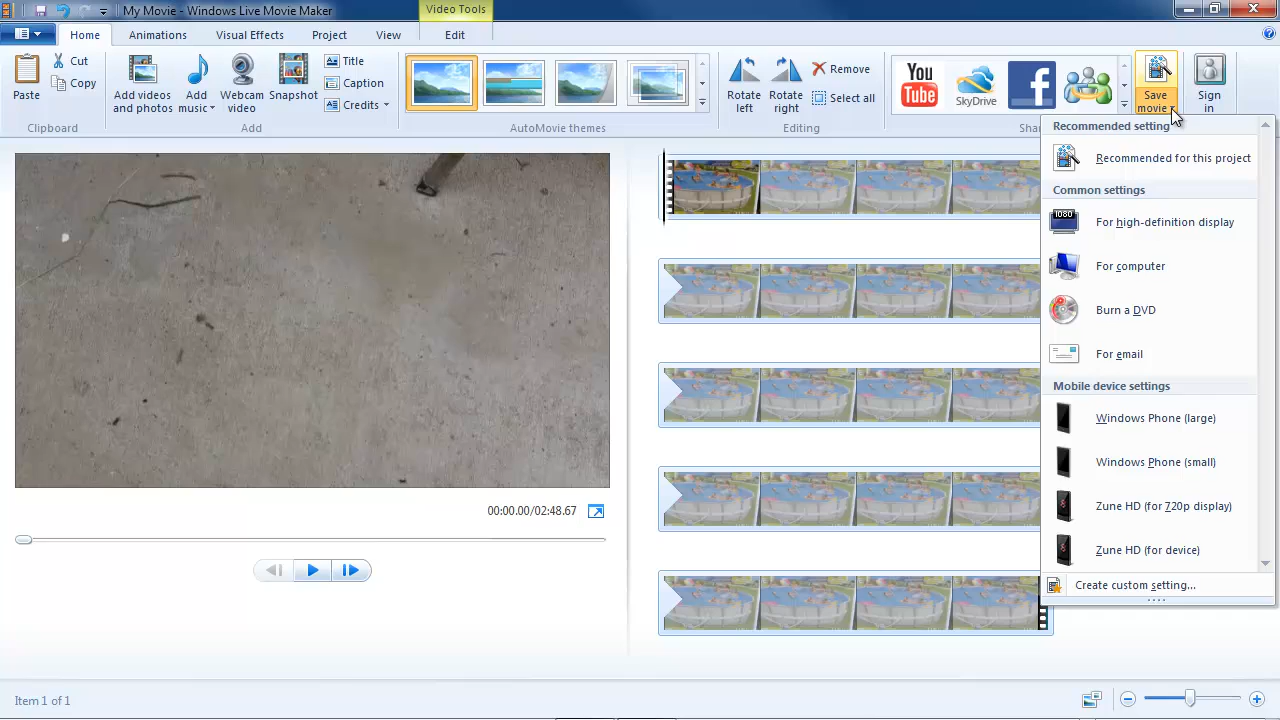 My Movie - Windows Live Movie Maker
Video Tools
Home
Animations
Visual Effects
Project
View
Edit
Paste
Cut
Copy
Clipboard
Add videos
and photos
Add
music
Webcam
video
Snapshot
Title
Caption
Credits
Add
AutoMovie themes
Rotate
left
Rotate
right
Remove
Select all
Editing
You
Tube
SkyDrive
f
Save
movie
Sign
in
Shar
Recommended setting
Recommended for this project
Common settings
1080
For high-definition display
For computer
Burn a DVD
For email
Mobile device settings
Windows Phone (large)
Windows Phone (small)
Zune HD (for 720p display)
Zune HD (for device)
Create custom setting...
00:00.00/02:48.67
Item 1 of 1